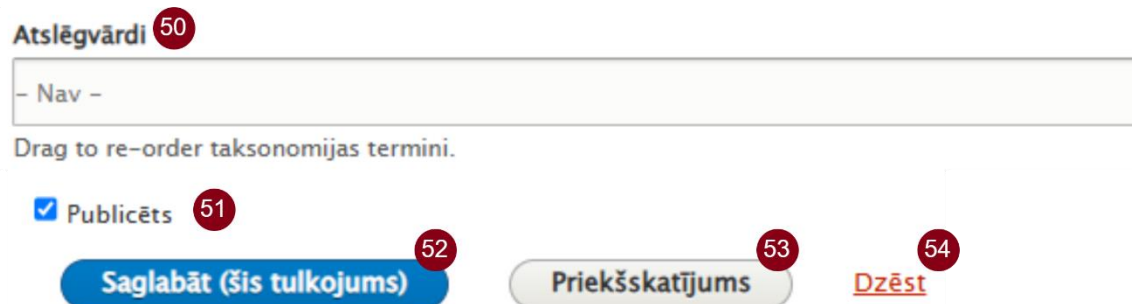 Atslēgvārdi 50
– Nav –
Drag to re-order taksonomijas termini.
Publicēts 51
52 53 54
Saglabāt (šis tulkojums) Priekšskatījums Dzēst